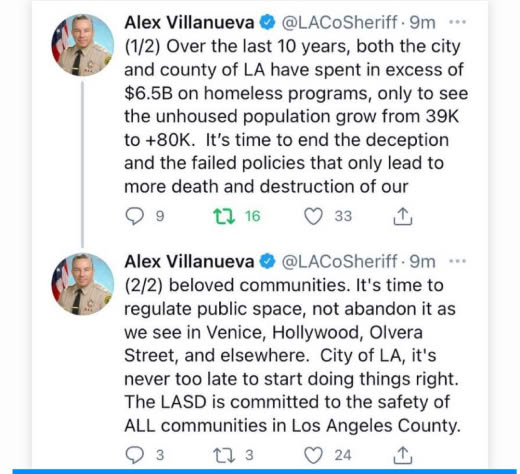 Alex Villanueva @LACoSheriff · 9m
(1/2) Over the last 10 years, both the city
and county of LA have spent in excess of
$6.5B on homeless programs, only to see
the unhoused population grow from 39K
to +80K. It's time to end the deception
and the failed policies that only lead to
more death and destruction of our
9 16 33
Alex Villanueva @LACoSheriff · 9m
(2/2) beloved communities. It's time to
regulate public space, not abandon it as
we see in Venice, Hollywood, Olvera
Street, and elsewhere. City of LA, it's
never too late to start doing things right.
The LASD is committed to the safety of
ALL communities in Los Angeles County.
3 3 24